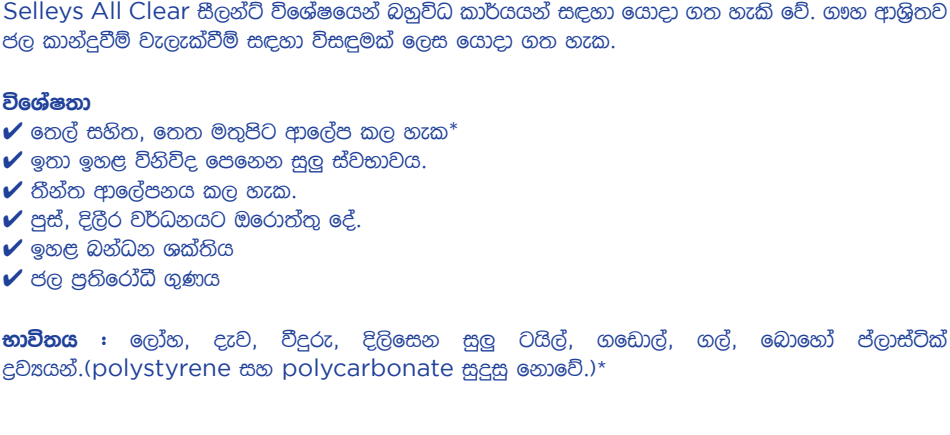 Selleys All Clear සීලන්ට් විශේෂයෙන් බහුවිධ කාර්යයන් සඳහා යොදා ගත හැකි වේ. ගෘහ ආශ්‍රිතව
ජල කාන්දුවීම් වැලැක්වීම් සඳහා විසඳුමක් ලෙස යොදා ගත හැක.
විශේෂතා
✔ තෙල් සහිත, තෙත මතුපිට ආලේප කල හැක*
✔ ඉතා ඉහළ විනිවිද පෙනෙන සුලු ස්වභාවය.
✔ තීන්ත ආලේපනය කල හැක.
✔ පුස්, දිලීර වර්ධනයට ඔරොත්තු දේ.
✔ ඉහළ බන්ධන ශක්තිය
✔ ජල ප්‍රතිරෝධී ගුණය
භාවිතය : ලෝහ, දැව, වීදුරු, දිලිසෙන සුලු ටයිල්, ගඩොල්, ගල්, බොහෝ ප්ලාස්ටික්
ද්‍රව්‍යයන්.(polystyrene සහ polycarbonate සුදුසු නොවේ.)*